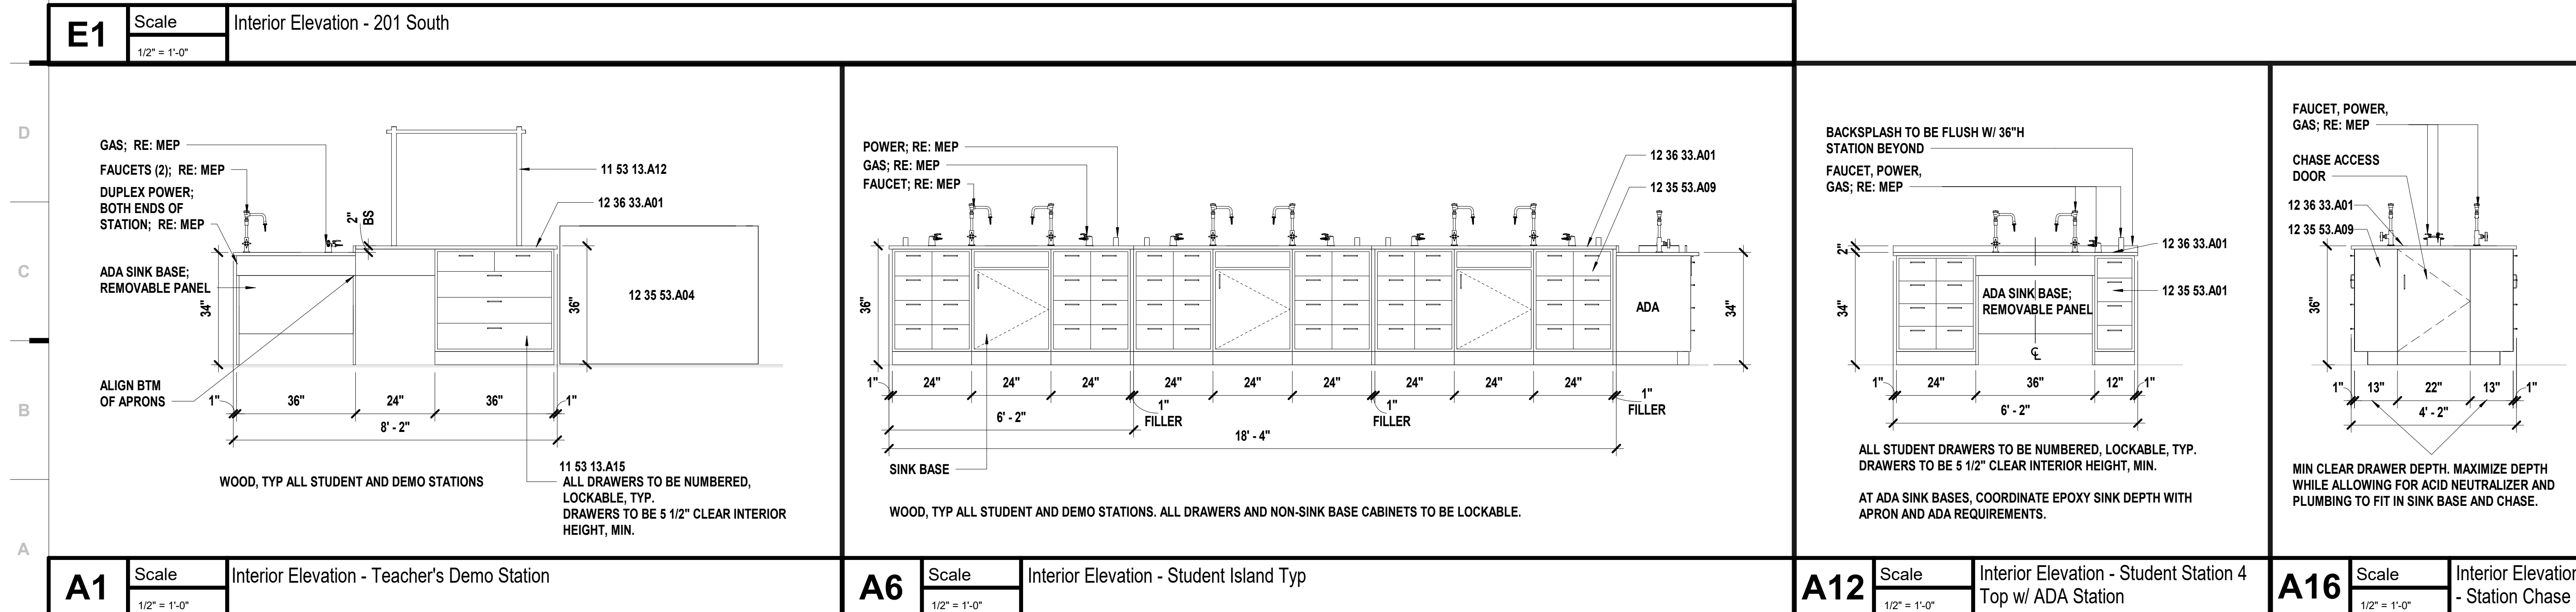 E1
Scale
1/2" = 1'-0"
Interior Elevation - 201 South
D
C
B
A
GAS;  RE: MEP
FAUCETS (2);  RE: MEP
DUPLEX POWER;
BOTH ENDS OF
STATION;  RE: MEP
ADA SINK BASE;
REMOVABLE PANEL
34"
ALIGN BTM
OF APRONS
2"
BS
11 53 13.A12
12 36 33.A01
36"
12 35 53.A04
1"
36"
24"
36"
1"
8' - 2"
WOOD, TYP ALL STUDENT AND DEMO STATIONS
11 53 13.A15
ALL DRAWERS TO BE NUMBERED,
LOCKABLE, TYP.
DRAWERS TO BE 5 1/2" CLEAR INTERIOR
HEIGHT, MIN.
A1
Scale
1/2" = 1'-0"
Interior Elevation - Teacher's Demo Station
POWER; RE: MEP
GAS; RE: MEP
FAUCET; RE: MEP
12 36 33.A01
12 35 53.A09
36"
ADA
34"
1"
24"
24"
24"
24"
24"
24"
24"
24"
24"
1"
FILLER
1"
FILLER
1"
FILLER
6' - 2"
18' - 4"
SINK BASE
WOOD, TYP ALL STUDENT AND DEMO STATIONS. ALL DRAWERS AND NON-SINK BASE CABINETS TO BE LOCKABLE.
A6
Scale
1/2" = 1'-0"
Interior Elevation - Student Island Typ
BACKSPLASH TO BE FLUSH W/ 36"H
STATION BEYOND
FAUCET, POWER,
GAS; RE: MEP
2"
34"
12 36 33.A01
12 35 53.A01
ADA SINK BASE;
REMOVABLE PANEL
CL
1"
24"
36"
12"
1"
6' - 2"
ALL STUDENT DRAWERS TO BE NUMBERED, LOCKABLE, TYP.
DRAWERS TO BE 5 1/2" CLEAR INTERIOR HEIGHT, MIN.
AT ADA SINK BASES, COORDINATE EPOXY SINK DEPTH WITH
APRON AND ADA REQUIREMENTS.
A12
Scale
1/2" = 1'-0"
Interior Elevation - Student Station 4
Top w/ ADA Station
FAUCET, POWER,
GAS; RE: MEP
CHASE ACCESS
DOOR
12 36 33.A01
12 35 53.A09
36"
1"
13"
22"
13"
1"
4' - 2"
MIN CLEAR DRAWER DEPTH. MAXIMIZE DEPTH
WHILE ALLOWING FOR ACID NEUTRALIZER AND
PLUMBING TO FIT IN SINK BASE AND CHASE.
A16
Scale
1/2" = 1'-0"
Interior Elevation
- Station Chase